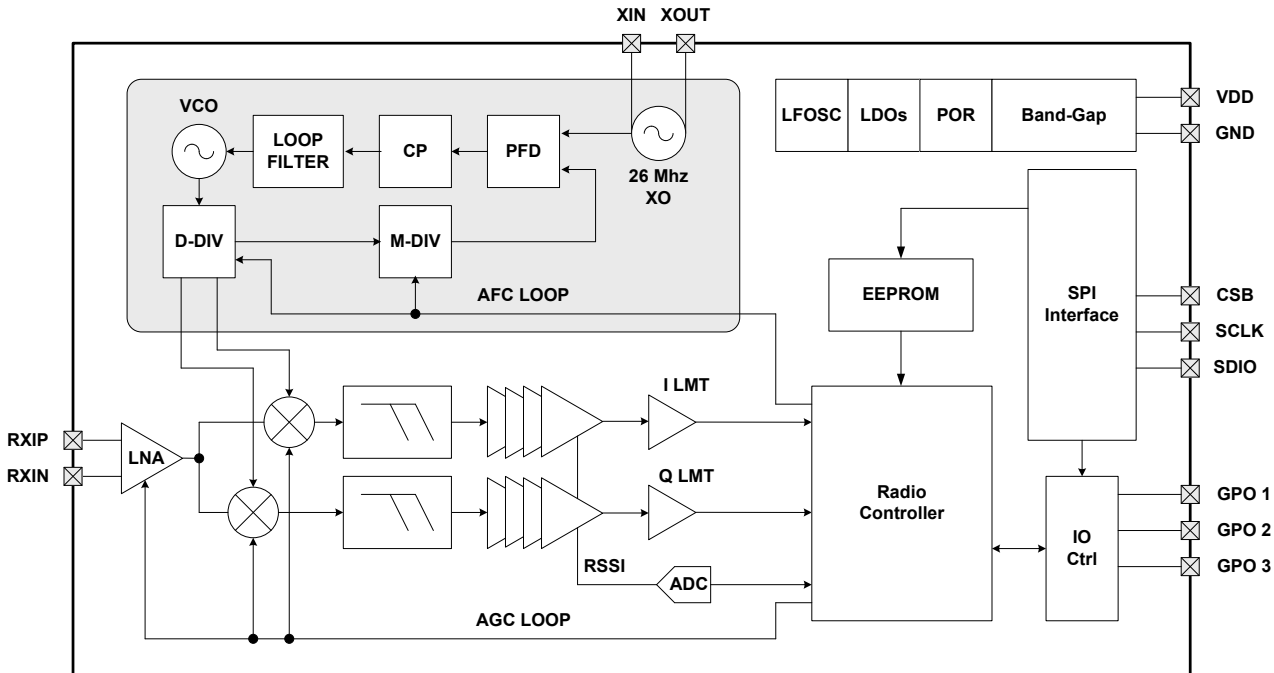 XIN XOUT
VCO
LOOP
FILTER
CP
PFD
26 Mhz
XO
LFOSC LDOs POR Band-Gap
VDD
GND
D-DIV
M-DIV
AFC LOOP
EEPROM
SPI
Interface
CSB
SCLK
SDIO
RXIP
RXIN
LNA
I LMT
Q LMT
RSSI
ADC
AGC LOOP
Radio
Controller
IO
Ctrl
GPO 1
GPO 2
GPO 3